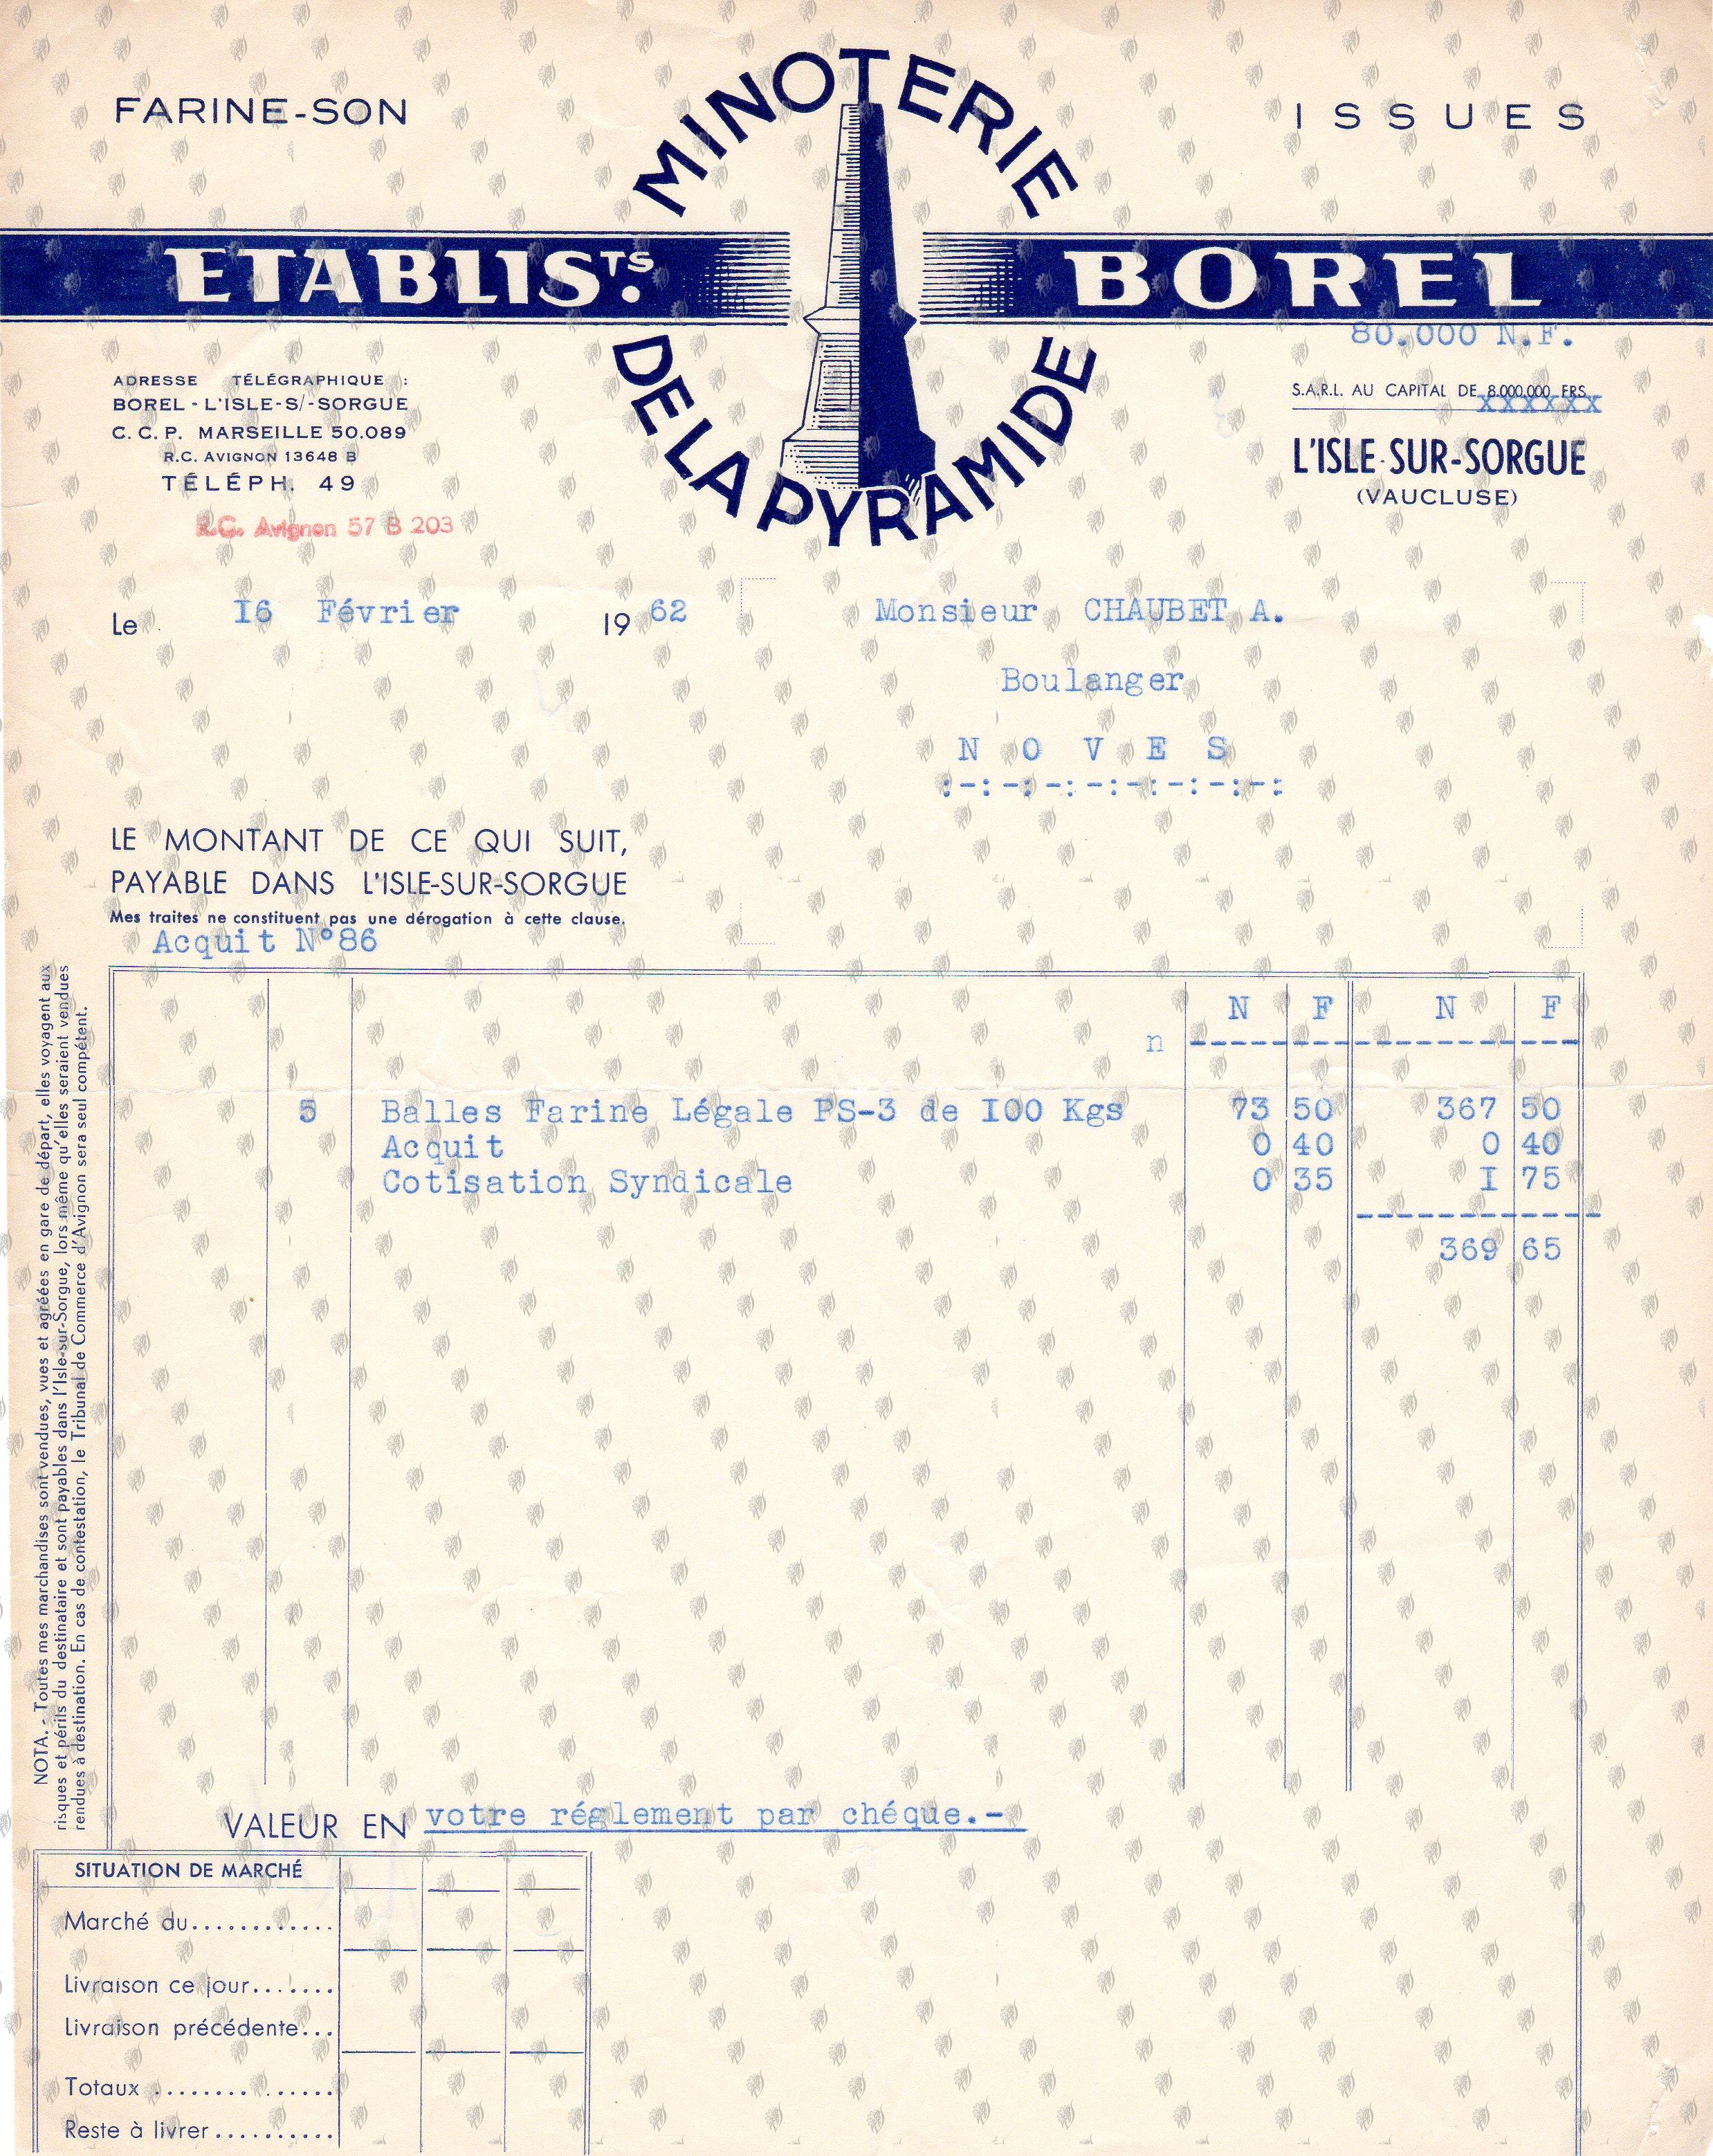 FARINE-SON
ISSUES
MINOTERIE
ETABLIS.TS
BOREL
DE LA PYRAMIDE
80.000 N.F.
ADRESSE TÉLÉGRAPHIQUE :
BOREL - L'ISLE-S/-SORGUE
C. C. P. MARSEILLE 50.089
R.C. AVIGNON 13648 B
TÉLÉPH. 49
R.C. Avignon 57 B 203
S.A.R.L. AU CAPITAL DE 8.000.000 FRS
XXXXXX
L'ISLE-SUR-SORGUE
(VAUCLUSE)
Le I6 Février 19 62
Monsieur CHAUBET A.
Boulanger
N O V E S
:-:-:-:-:-:-:-:-:
LE MONTANT DE CE QUI SUIT,
PAYABLE DANS L'ISLE-SUR-SORGUE
Mes traites ne constituent pas une dérogation à cette clause.
Acquit N°86
N F N F
n
5 Balles Farine Légale PS-3 de I00 Kgs 73 50 367 50
Acquit 0 40 0 40
Cotisation Syndicale 0 35 I 75
369 65
NOTA. - Toutes mes marchandises sont vendues, vues et agréées en gare de départ, elles voyagent aux
risques et périls du destinataire et sont payables dans l'Isle-sur-Sorgue, lors même qu'elles seraient vendues
rendues à destination. En cas de contestation, le Tribunal de Commerce d'Avignon sera seul compétent.
VALEUR EN votre réglement par chéque.-
SITUATION DE MARCHÉ
Marché du............
Livraison ce jour.......
Livraison précédente...
Totaux ................
Reste à livrer..........